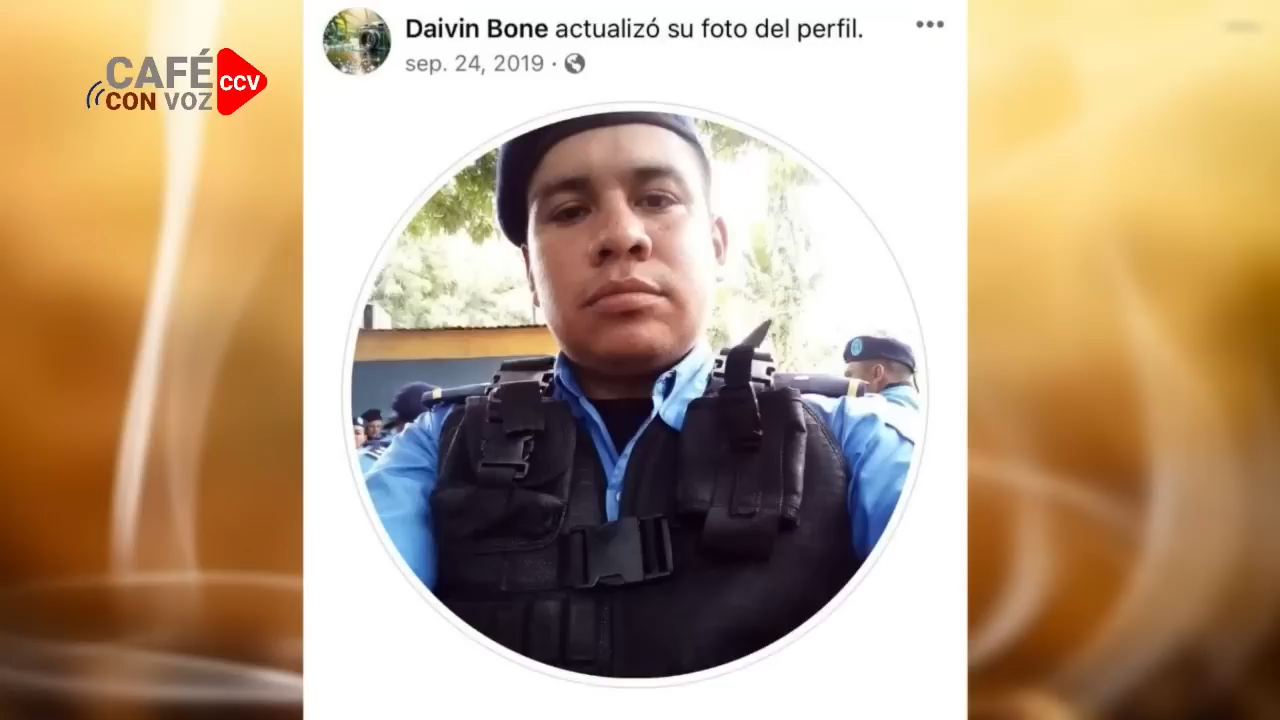 Daivin Bone actualizó su foto del perfil.
sep. 24, 2019 ·
CAFÉ
CON VOZ
CCV